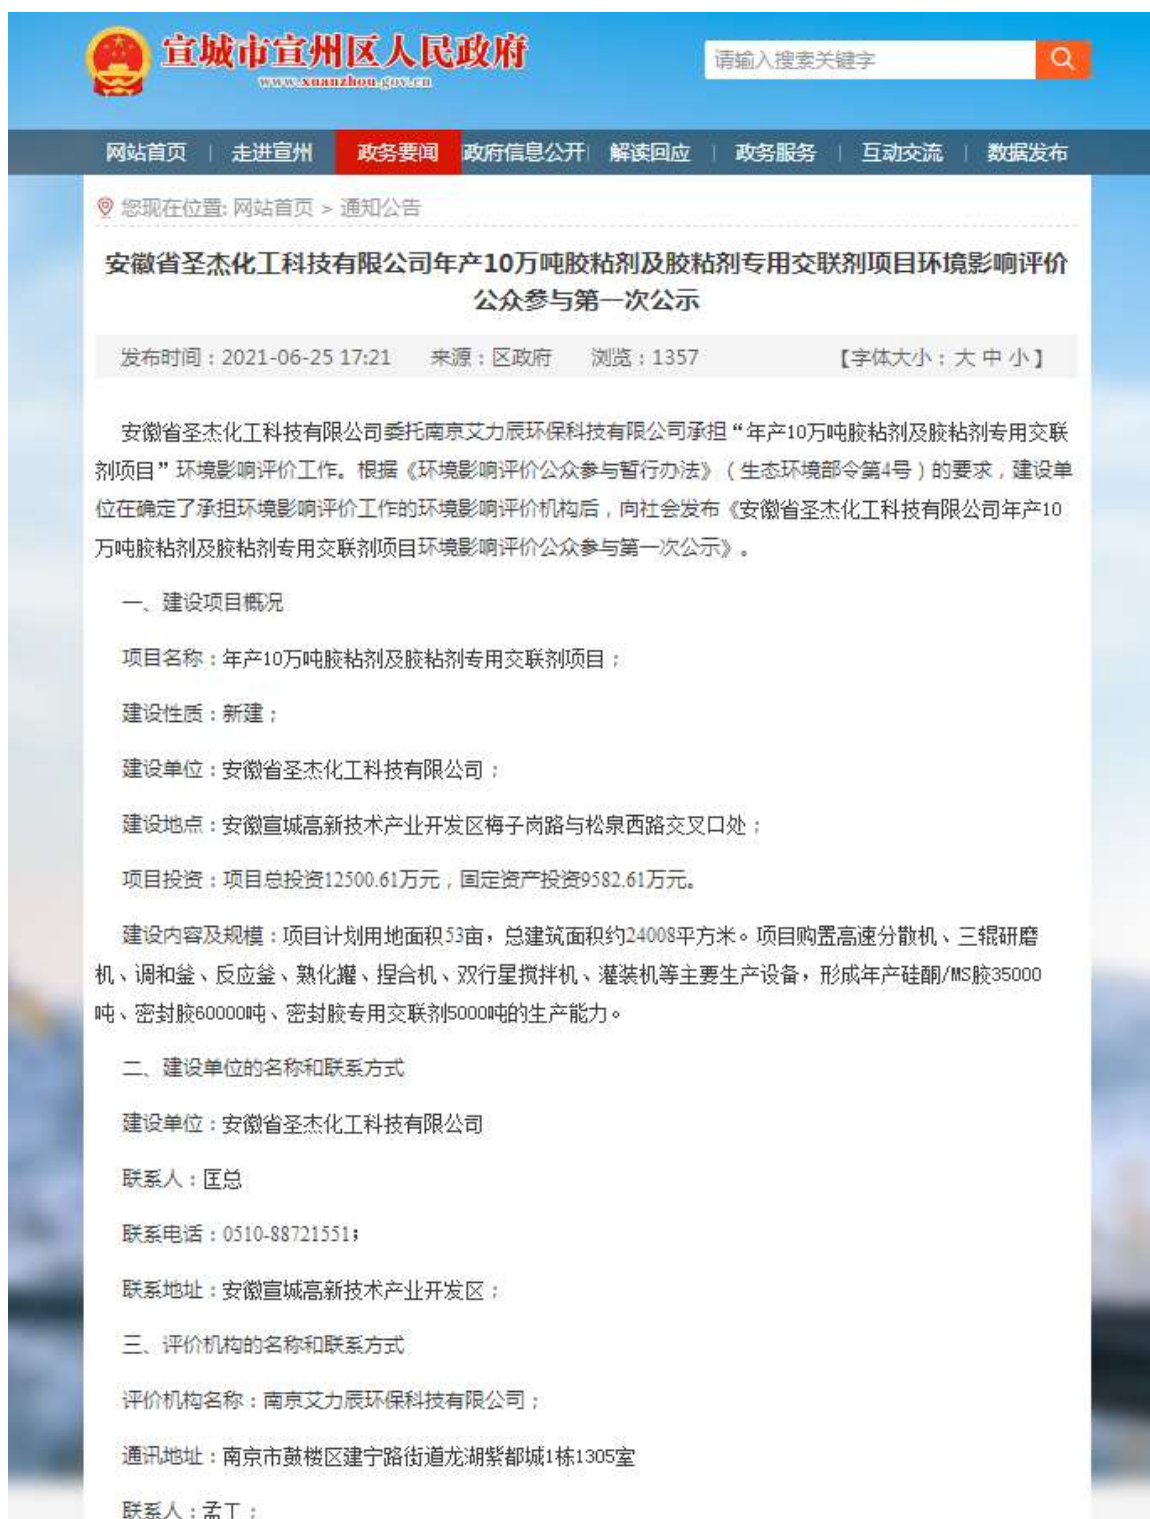 宣城市宣州区人民政府
www.xuanzhou.gov.cn
请输入搜索关键字
网站首页 | 走进宣州 政务要闻 政府信息公开 | 解读回应 | 政务服务 | 互动交流 | 数据发布
您现在位置: 网站首页 > 通知公告
安徽省圣杰化工科技有限公司年产10万吨胶粘剂及胶粘剂专用交联剂项目环境影响评价
公众参与第一次公示
发布时间：2021-06-25 17:21 来源：区政府 浏览：1357 【字体大小：大 中 小】
安徽省圣杰化工科技有限公司委托南京艾力辰环保科技有限公司承担“年产10万吨胶粘剂及胶粘剂专用交联
剂项目”环境影响评价工作。根据《环境影响评价公众参与暂行办法》（生态环境部令第4号）的要求，建设单
位在确定了承担环境影响评价工作的环境影响评价机构后，向社会发布《安徽省圣杰化工科技有限公司年产10
万吨胶粘剂及胶粘剂专用交联剂项目环境影响评价公众参与第一次公示》。
一、建设项目概况
项目名称：年产10万吨胶粘剂及胶粘剂专用交联剂项目；
建设性质：新建；
建设单位：安徽省圣杰化工科技有限公司；
建设地点：安徽宣城高新技术产业开发区梅子岗路与松泉西路交叉口处；
项目投资：项目总投资12500.61万元，固定资产投资9582.61万元。
建设内容及规模：项目计划用地面积53亩，总建筑面积约24008平方米。项目购置高速分散机、三辊研磨
机、调和釜、反应釜、熟化罐、捏合机、双行星搅拌机、灌装机等主要生产设备，形成年产硅酮/MS胶35000
吨、密封胶60000吨、密封胶专用交联剂5000吨的生产能力。
二、建设单位的名称和联系方式
建设单位：安徽省圣杰化工科技有限公司
联系人：匡总
联系电话：0510-88721551；
联系地址：安徽宣城高新技术产业开发区；
三、评价机构的名称和联系方式
评价机构名称：南京艾力辰环保科技有限公司；
通讯地址：南京市鼓楼区建宁路街道龙湖紫都城1栋1305室
联系人：孟工；